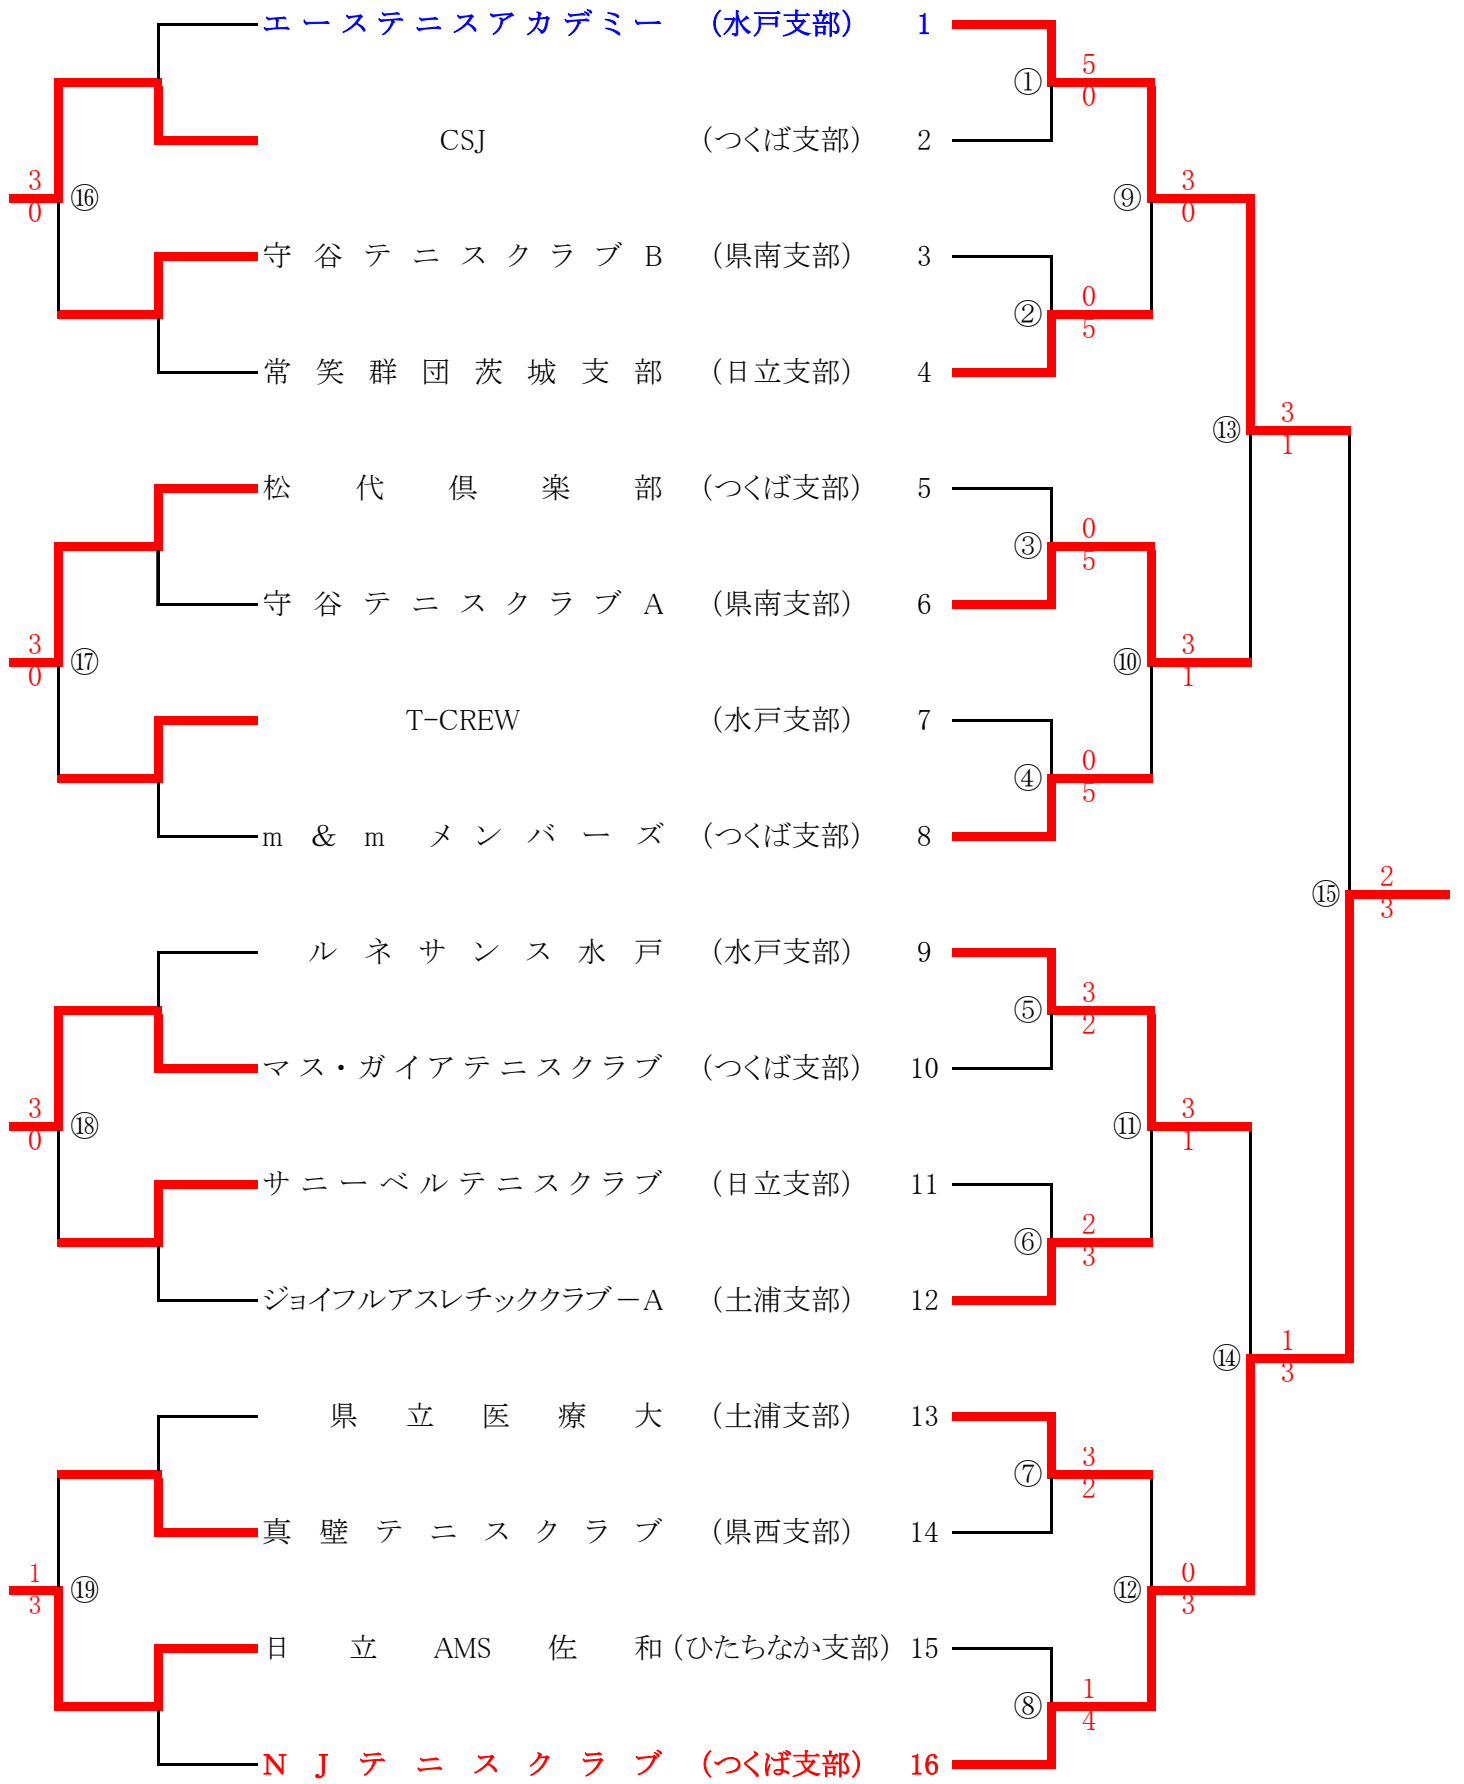 エーステニスアカデミー (水戸支部) 1
5
① 
0
CSJ (つくば支部) 2
3 3
⑯ ⑨
0 0
守谷テニスクラブB (県南支部) 3
0
②
5
常笑群団茨城支部 (日立支部) 4
3
⑬
1
松代倶楽部 (つくば支部) 5
0
③
5
守谷テニスクラブA (県南支部) 6
3 3
⑰ ⑩
0 1
T-CREW (水戸支部) 7
0
④
5
m&mメンバーズ (つくば支部) 8
2
⑮
3
ルネサンス水戸 (水戸支部) 9
3
⑤
2
マス・ガイアテニスクラブ (つくば支部) 10
3 3
⑱ ⑪
0 1
サニーベルテニスクラブ (日立支部) 11
2
⑥
3
ジョイフルアスレチッククラブ－A (土浦支部) 12
1
⑭
3
県立医療大 (土浦支部) 13
3
⑦
2
真壁テニスクラブ (県西支部) 14
1 0
⑲ ⑫
3 3
日立AMS佐和 (ひたちなか支部) 15
1
⑧
4
NJテニスクラブ (つくば支部) 16